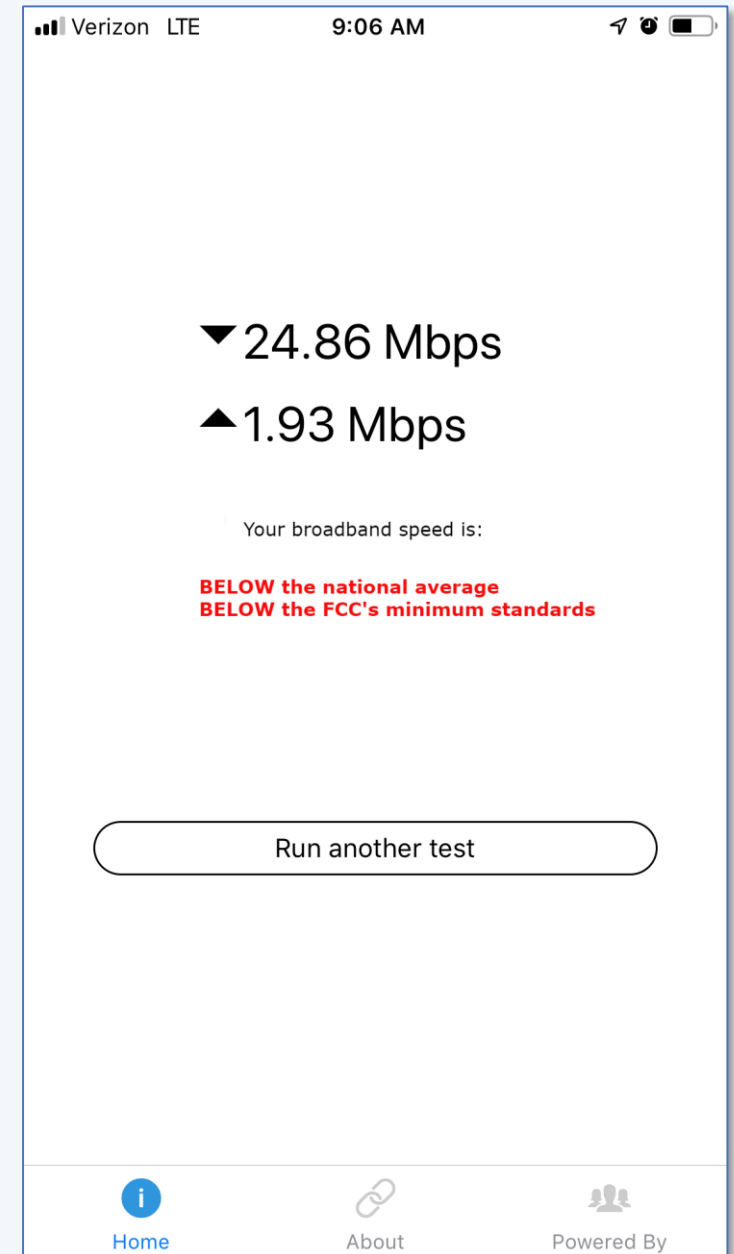 Verizon LTE 9:06 AM
24.86 Mbps
1.93 Mbps
Your broadband speed is:
BELOW the national average
BELOW the FCC's minimum standards
Run another test
i
Home About Powered By